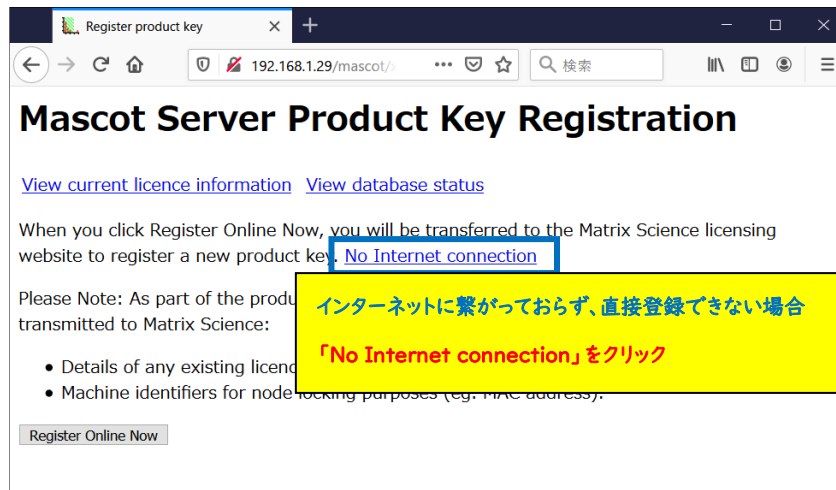 Register product key
192.168.1.29/mascot/
検索
Mascot Server Product Key Registration
View current licence information View database status
When you click Register Online Now, you will be transferred to the Matrix Science licensing
website to register a new product key. No Internet connection
インターネットに繋がっておらず、直接登録できない場合
「No Internet connection」をクリック
Please Note: As part of the produ
transmitted to Matrix Science:
• Details of any existing licenc
• Machine identifiers for node locking purposes (eg. MAC address).
Register Online Now